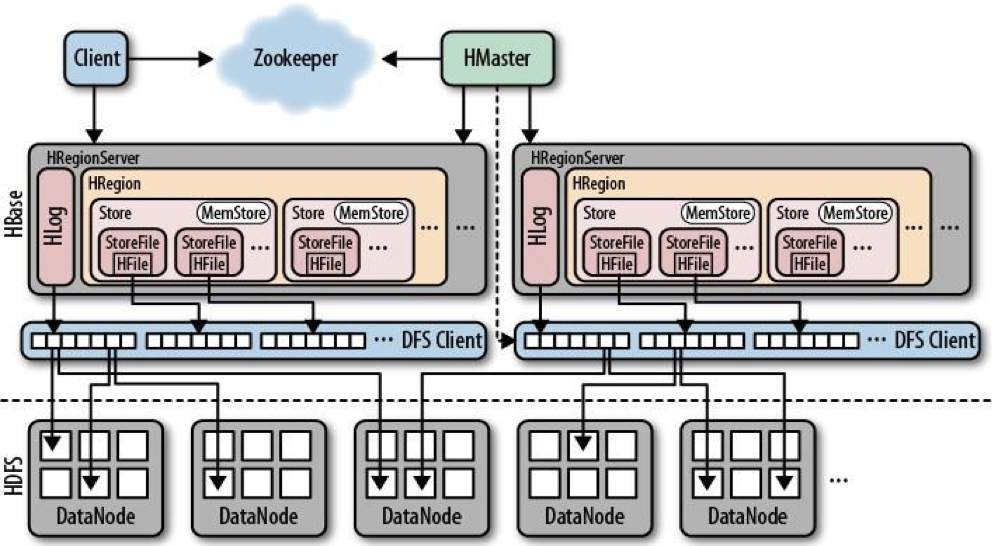 Client
Zookeeper
HMaster
HBase
HRegionServer
HLog
HRegion
Store
MemStore
StoreFile
HFile
StoreFile
HFile
...
Store
MemStore
StoreFile
HFile
...
...
...
HRegionServer
HLog
HRegion
Store
MemStore
StoreFile
HFile
StoreFile
HFile
...
Store
MemStore
StoreFile
HFile
...
...
...
... DFS Client
... DFS Client
HDFS
DataNode
DataNode
DataNode
DataNode
DataNode
...